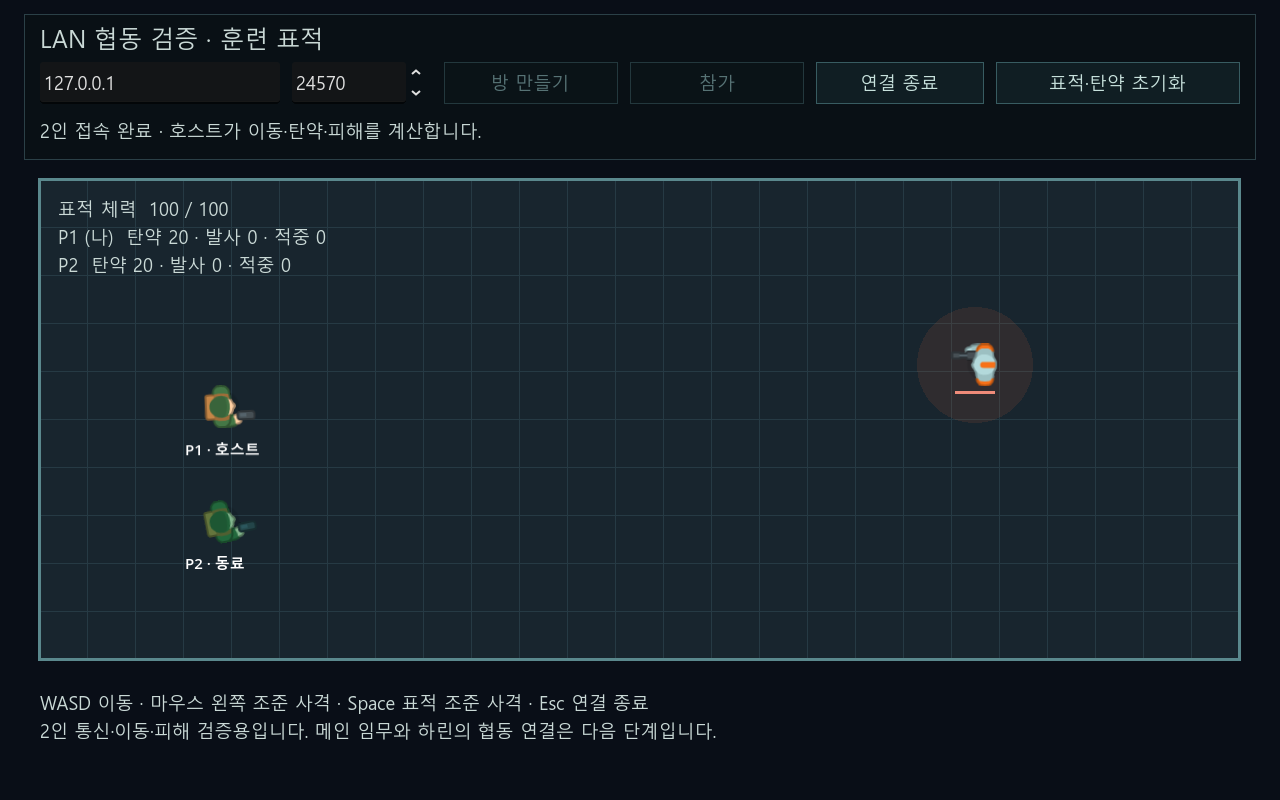 LAN 협동 검증 · 훈련 표적
127.0.0.1 24570 방 만들기 참가 연결 종료 표적·탄약 초기화
2인 접속 완료 · 호스트가 이동·탄약·피해를 계산합니다.
표적 체력 100 / 100
P1 (나) 탄약 20 · 발사 0 · 적중 0
P2 탄약 20 · 발사 0 · 적중 0
P1 · 호스트
P2 · 동료
WASD 이동 · 마우스 왼쪽 조준 사격 · Space 표적 조준 사격 · Esc 연결 종료
2인 통신·이동·피해 검증용입니다. 메인 임무와 하린의 협동 연결은 다음 단계입니다.